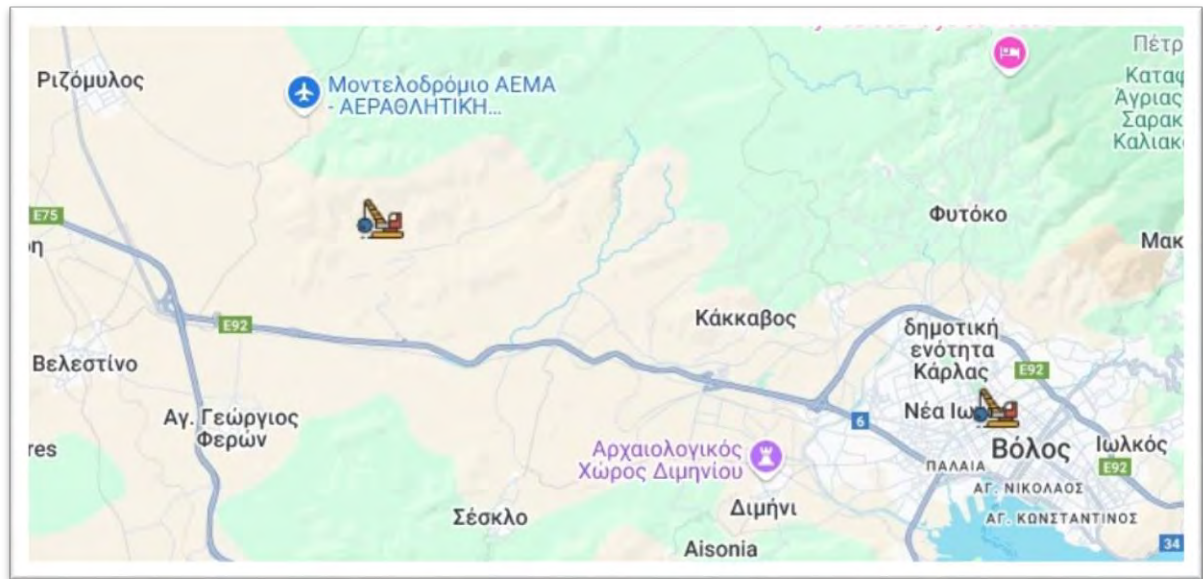 Πέτρ
Ριζόμυλος
Μοντελοδρόμιο ΑΕΜΑ
- ΑΕΡΑΘΛΗΤΙΚΗ...
Καταφ
Άγριας
Σαρακ
Καλιακ
E75
Φυτόκο
Μακ
E92
Κάκκαβος
δημοτική
ενότητα
Κάρλας
E92
Βελεστίνο
Αγ. Γεώργιος
Φερών
6
Νέα
res
Αρχαιολογικός
Χώρος Διμηνίου
Βόλος
Ιωλκός
ΠΑΛΑΙΑ
E92
ΑΓ. ΝΙΚΟΛΑΟΣ
Σέσκλο
Διμήνι
ΑΓ. ΚΩΝΣΤΑΝΤΙΝΟΣ
Aisonia
34